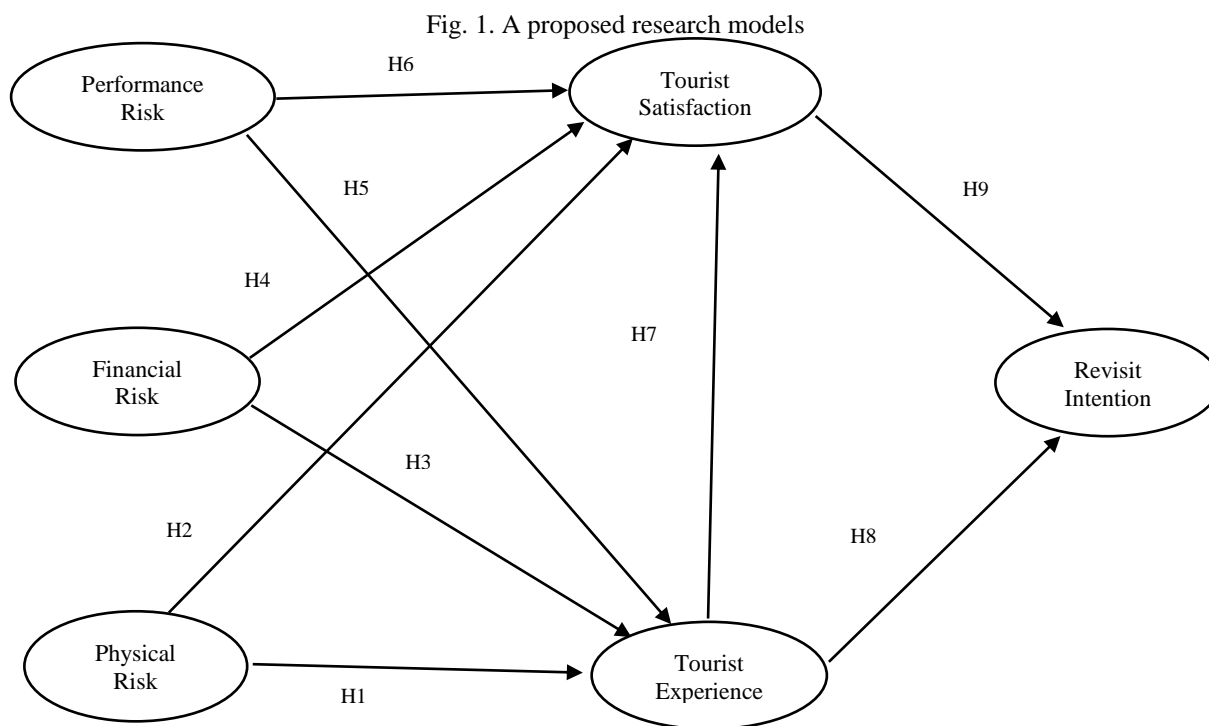 Fig. 1. A proposed research models
Performance
Risk
H6
Tourist
Satisfaction
H5
H9
H4
H7
Financial
Risk
Revisit
Intention
H3
H2
H8
Physical
Risk
H1
Tourist
Experience